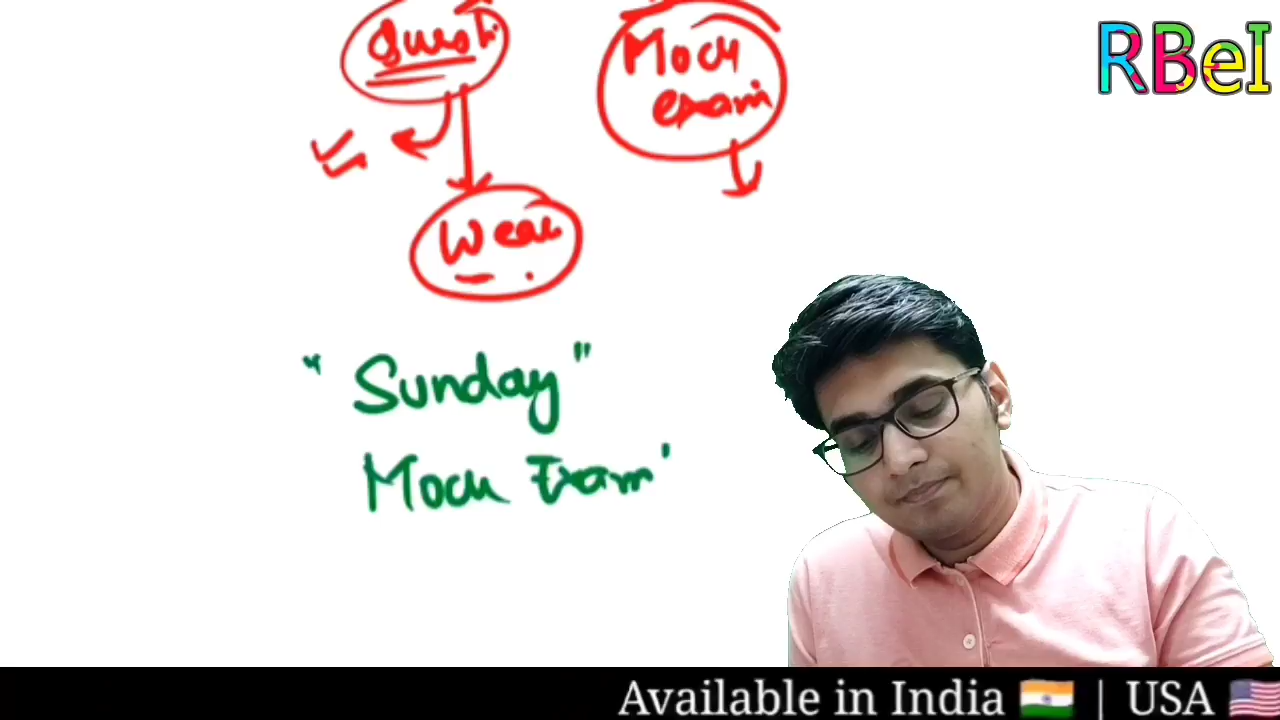 RBeI
Mock
exam
Weak
"Sunday"
Mock Exam'
Available in India 🇮🇳 | USA 🇺🇸